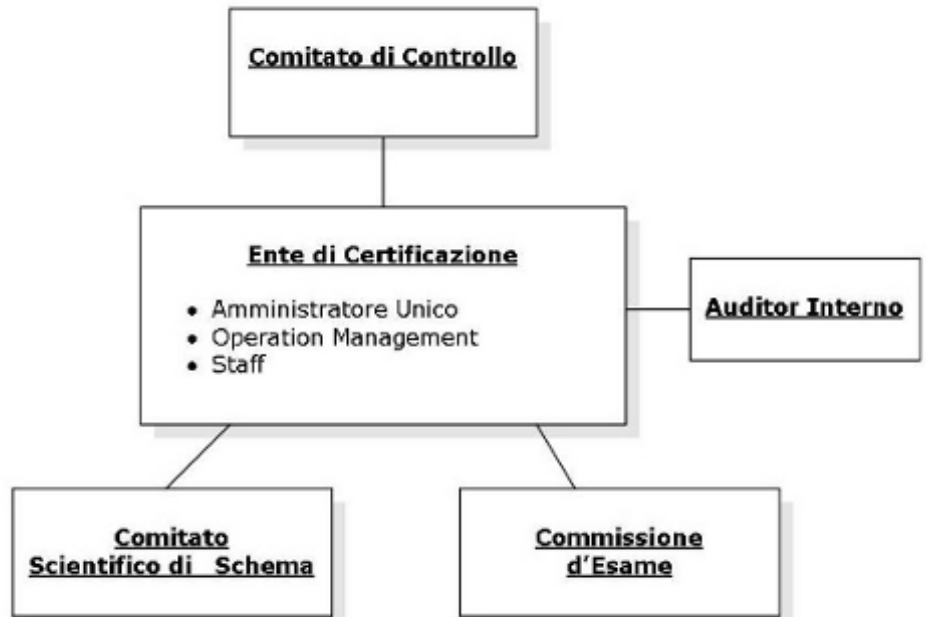 Comitato di Controllo
Ente di Certificazione
• Amministratore Unico
• Operation Management
• Staff
Auditor Interno
Comitato
Scientifico di Schema
Commissione
d'Esame